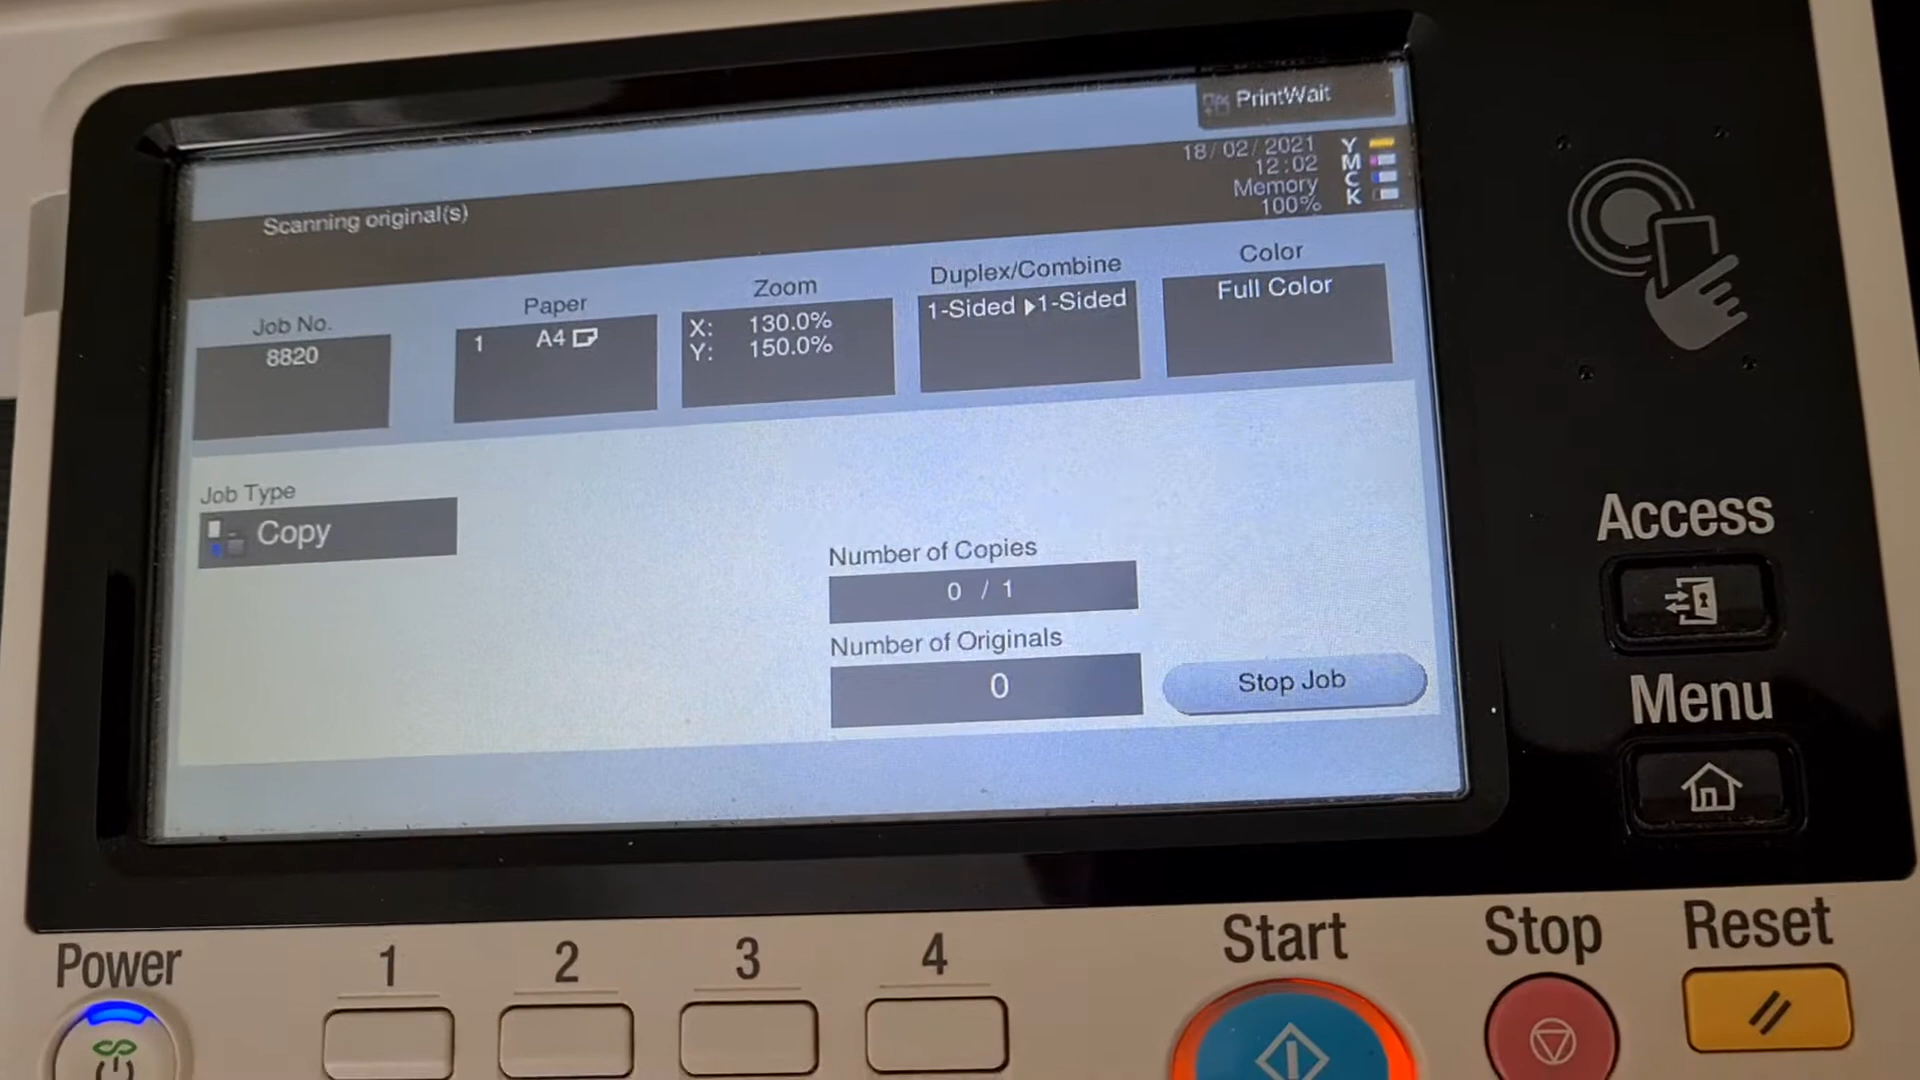 PrintWait
18/02/2021
12:02
Memory
100%
Y
M
C
K
Scanning original(s)
Job No.
8820
Paper
1 A4
Zoom
X: 130.0%
Y: 150.0%
Duplex/Combine
1-Sided ▶ 1-Sided
Color
Full Color
Job Type
Copy
Number of Copies
0 / 1
Number of Originals
0
Stop Job
Access
Menu
Power
1
2
3
4
Start
Stop
Reset